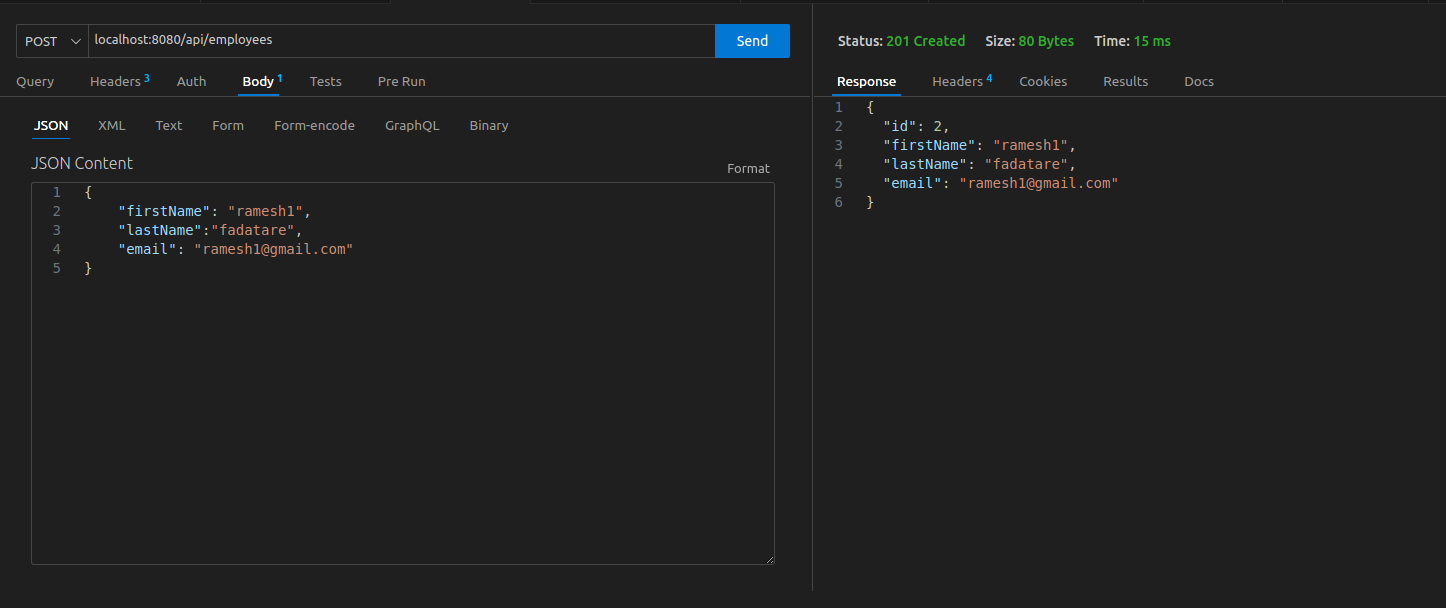 POST localhost:8080/api/employees Send
Query Headers 3 Auth Body 1 Tests Pre Run
JSON XML Text Form Form-encode GraphQL Binary
JSON Content
Format
1 {
2 "firstName": "ramesh1",
3 "lastName":"fadatare",
4 "email": "ramesh1@gmail.com"
5 }
Status: 201 Created Size: 80 Bytes Time: 15 ms
Response Headers 4 Cookies Results Docs
1 {
2 "id": 2,
3 "firstName": "ramesh1",
4 "lastName": "fadatare",
5 "email": "ramesh1@gmail.com"
6 }